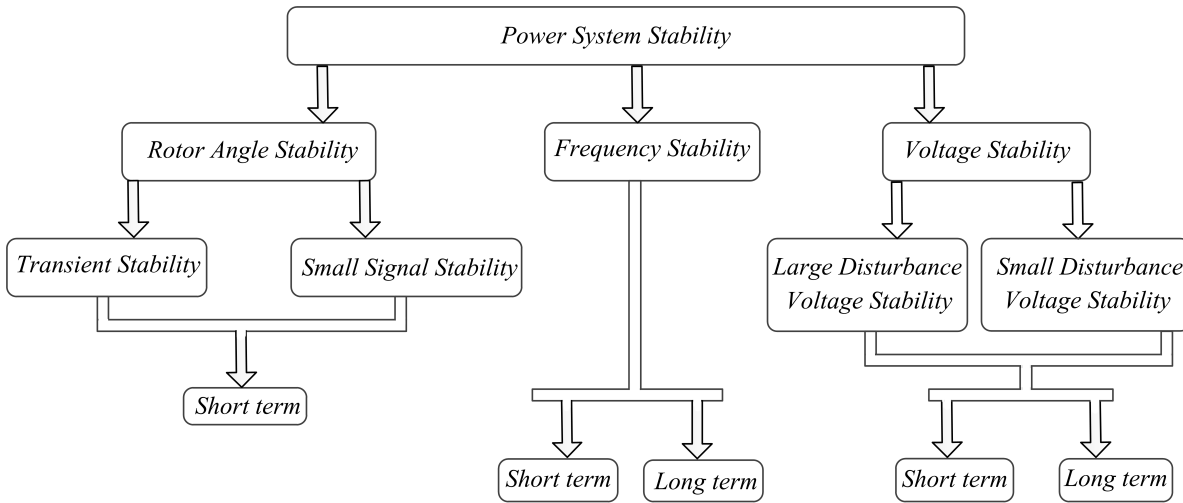 Power System Stability
Rotor Angle Stability
Frequency Stability
Voltage Stability
Transient Stability
Small Signal Stability
Large Disturbance
Voltage Stability
Small Disturbance
Voltage Stability
Short term
Short term
Long term
Short term
Long term